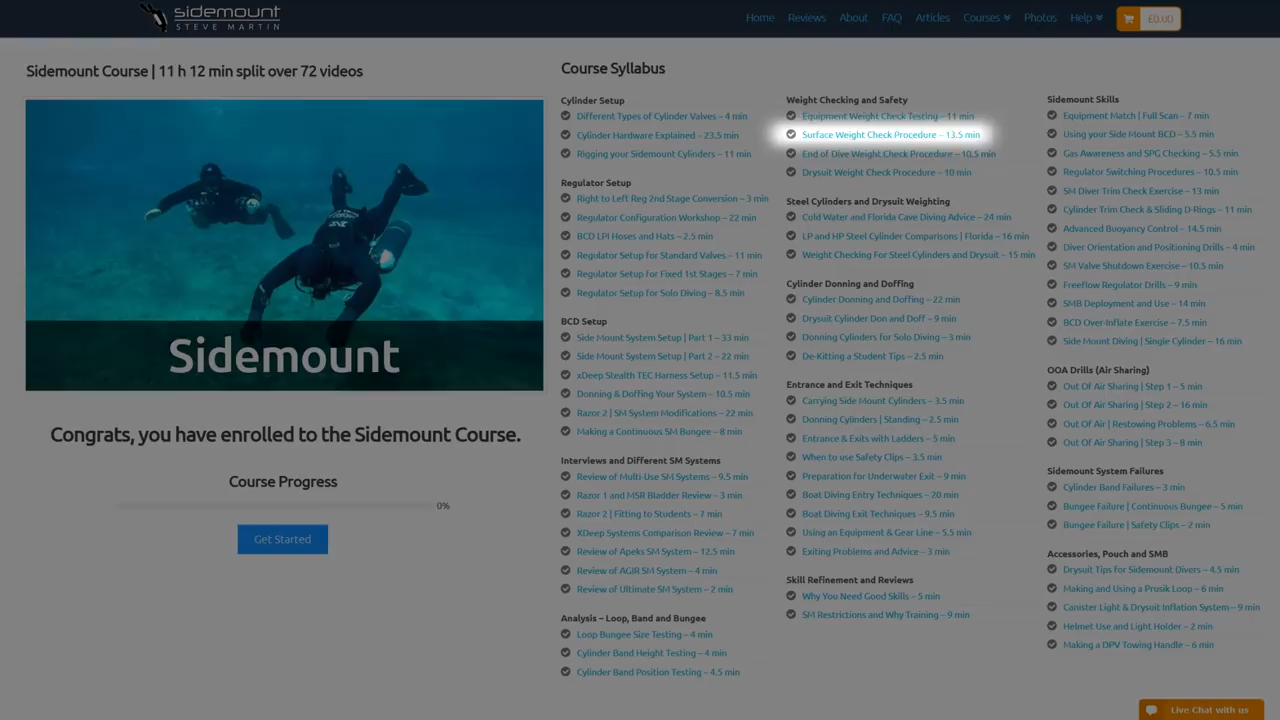 sidemount
STEVE MARTIN
Home Reviews About FAQ Articles Courses Photos Help £0.00
Sidemount Course | 11 h 12 min split over 72 videos
Sidemount
Congrats, you have enrolled to the Sidemount Course.
Course Progress
0%
Get Started
Course Syllabus
Cylinder Setup
Different Types of Cylinder Valves – 4 min
Cylinder Hardware Explained – 23.5 min
Rigging your Sidemount Cylinders – 11 min
Regulator Setup
Right to Left Reg 2nd Stage Conversion – 3 min
Regulator Configuration Workshop – 22 min
BCD LPI Hoses and Hats – 2.5 min
Regulator Setup for Standard Valves – 11 min
Regulator Setup for Fixed 1st Stages – 7 min
Regulator Setup for Solo Diving – 8.5 min
BCD Setup
Side Mount System Setup | Part 1 – 33 min
Side Mount System Setup | Part 2 – 22 min
xDeep Stealth TEC Harness Setup – 11.5 min
Donning & Doffing Your System – 10.5 min
Razor 2 | SM System Modifications – 22 min
Making a Continuous SM Bungee – 8 min
Interviews and Different SM Systems
Review of Multi-Use SM Systems – 9.5 min
Razor 1 and MSR Bladder Review – 3 min
Razor 2 | Fitting to Students – 7 min
XDeep Systems Comparison Review – 7 min
Review of Apeks SM System – 12.5 min
Review of AGIR SM System – 4 min
Review of Ultimate SM System – 2 min
Analysis – Loop, Band and Bungee
Loop Bungee Size Testing – 4 min
Cylinder Band Height Testing – 4 min
Cylinder Band Position Testing – 4.5 min
Weight Checking and Safety
Equipment Weight Check Testing – 11 min
Surface Weight Check Procedure – 13.5 min
End of Dive Weight Check Procedure – 10.5 min
Drysuit Weight Check Procedure – 10 min
Steel Cylinders and Drysuit Weighting
Cold Water and Florida Cave Diving Advice – 24 min
LP and HP Steel Cylinder Comparisons | Florida – 16 min
Weight Checking For Steel Cylinders and Drysuit – 15 min
Cylinder Donning and Doffing
Cylinder Donning and Doffing – 22 min
Drysuit Cylinder Don and Doff – 9 min
Donning Cylinders for Solo Diving – 3 min
De-Kitting a Student Tips – 2.5 min
Entrance and Exit Techniques
Carrying Side Mount Cylinders – 3.5 min
Donning Cylinders | Standing – 2.5 min
Entrance & Exits with Ladders – 5 min
When to use Safety Clips – 3.5 min
Preparation for Underwater Exit – 9 min
Boat Diving Entry Techniques – 20 min
Boat Diving Exit Techniques – 9.5 min
Using an Equipment & Gear Line – 5.5 min
Exiting Problems and Advice – 3 min
Skill Refinement and Reviews
Why You Need Good Skills – 5 min
SM Restrictions and Why Training – 9 min
Sidemount Skills
Equipment Match | Full Scan – 7 min
Using your Side Mount BCD – 5.5 min
Gas Awareness and SPG Checking – 5.5 min
Regulator Switching Procedures – 10.5 min
SM Diver Trim Check Exercise – 13 min
Cylinder Trim Check & Sliding D-Rings – 11 min
Advanced Buoyancy Control – 14.5 min
Diver Orientation and Positioning Drills – 4 min
SM Valve Shutdown Exercise – 10.5 min
Freeflow Regulator Drills – 9 min
SMB Deployment and Use – 14 min
BCD Over-Inflate Exercise – 7.5 min
Side Mount Diving | Single Cylinder – 16 min
OOA Drills (Air Sharing)
Out Of Air Sharing | Step 1 – 5 min
Out Of Air Sharing | Step 2 – 16 min
Out Of Air | Restowing Problems – 6.5 min
Out Of Air Sharing | Step 3 – 8 min
Sidemount System Failures
Cylinder Band Failures – 3 min
Bungee Failure | Continuous Bungee – 5 min
Bungee Failure | Safety Clips – 2 min
Accessories, Pouch and SMB
Drysuit Tips for Sidemount Divers – 4.5 min
Making and Using a Prusik Loop – 6 min
Canister Light & Drysuit Inflation System – 9 min
Helmet Use and Light Holder – 2 min
Making a DPV Towing Handle – 6 min
Live Chat with us